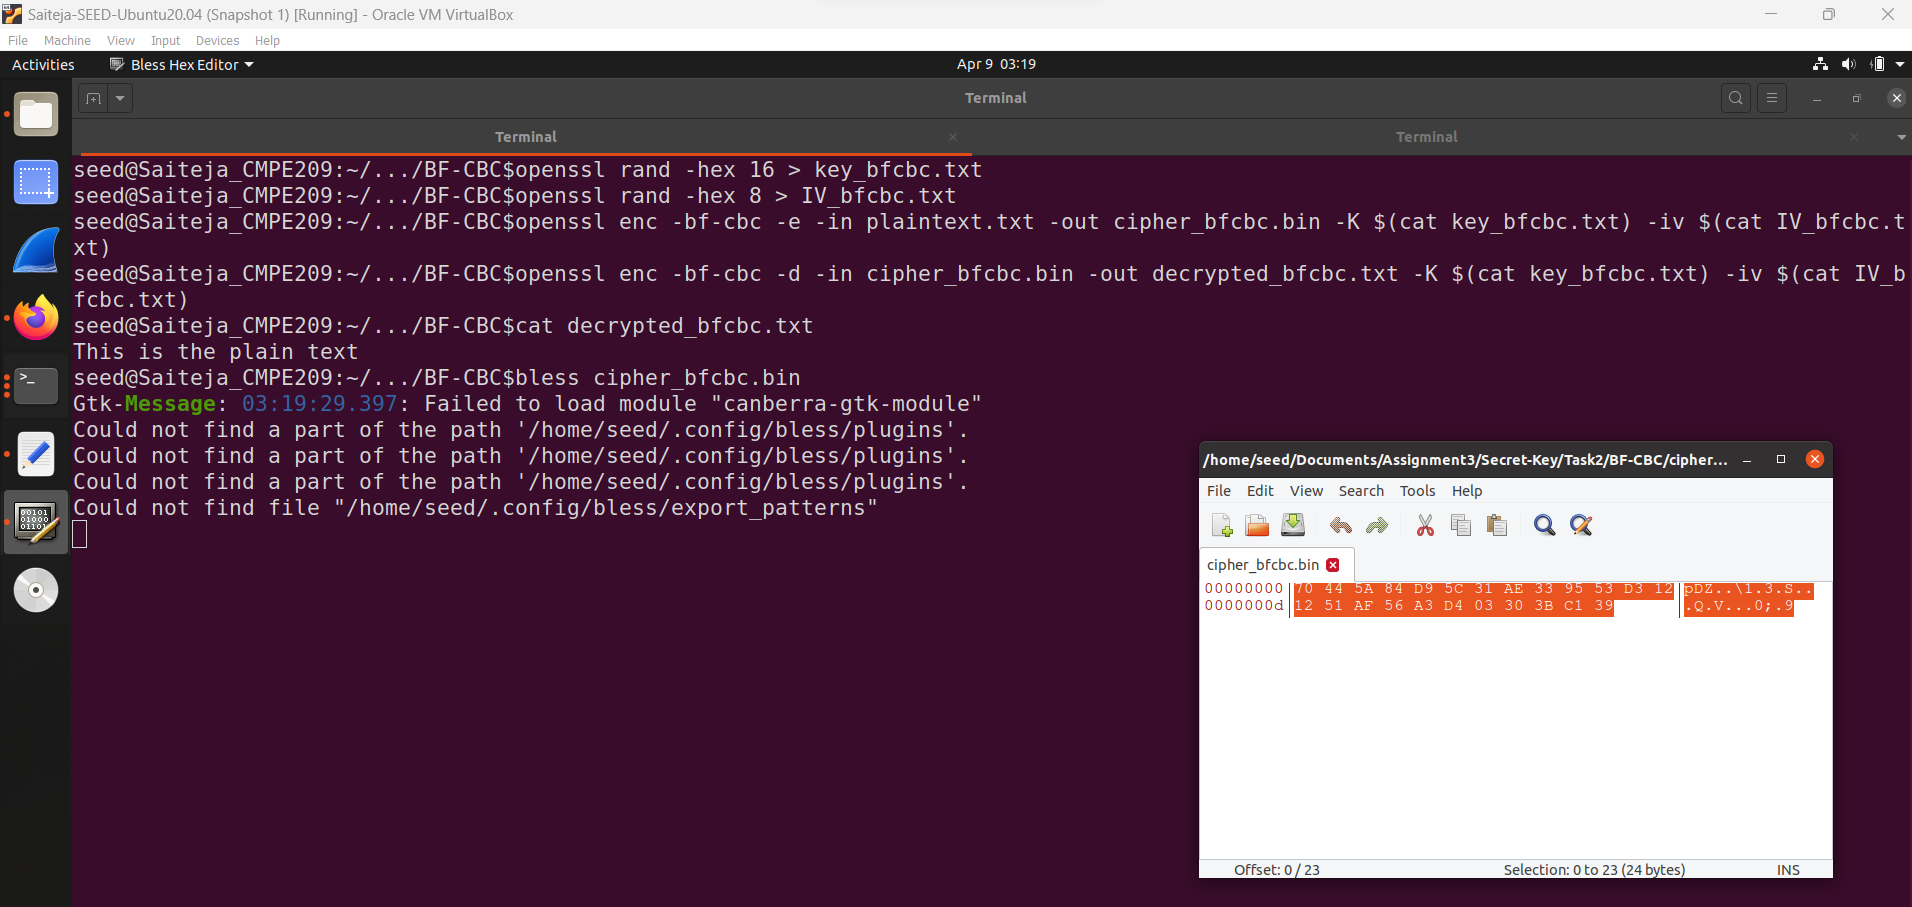 Saiteja-SEED-Ubuntu20.04 (Snapshot 1) [Running] - Oracle VM VirtualBox
File Machine View Input Devices Help
Activities Bless Hex Editor Apr 9 03:19
Terminal
Terminal Terminal
seed@Saiteja_CMPE209:~/.../BF-CBC$openssl rand -hex 16 > key_bfcbc.txt
seed@Saiteja_CMPE209:~/.../BF-CBC$openssl rand -hex 8 > IV_bfcbc.txt
seed@Saiteja_CMPE209:~/.../BF-CBC$openssl enc -bf-cbc -e -in plaintext.txt -out cipher_bfcbc.bin -K $(cat key_bfcbc.txt) -iv $(cat IV_bfcbc.t
xt)
seed@Saiteja_CMPE209:~/.../BF-CBC$openssl enc -bf-cbc -d -in cipher_bfcbc.bin -out decrypted_bfcbc.txt -K $(cat key_bfcbc.txt) -iv $(cat IV_b
fcbc.txt)
seed@Saiteja_CMPE209:~/.../BF-CBC$cat decrypted_bfcbc.txt
This is the plain text
seed@Saiteja_CMPE209:~/.../BF-CBC$bless cipher_bfcbc.bin
Gtk-Message: 03:19:29.397: Failed to load module "canberra-gtk-module"
Could not find a part of the path '/home/seed/.config/bless/plugins'.
Could not find a part of the path '/home/seed/.config/bless/plugins'.
Could not find a part of the path '/home/seed/.config/bless/plugins'.
Could not find file "/home/seed/.config/bless/export_patterns"
/home/seed/Documents/Assignment3/Secret-Key/Task2/BF-CBC/cipher...
File Edit View Search Tools Help
cipher_bfcbc.bin
00000000 70 44 5A 84 D9 5C 31 AE 33 95 53 D3 12 pDZ..\1.3.S..
0000000d 12 51 AF 56 A3 D4 03 30 3B C1 39 .Q.V...0;.9
Offset: 0 / 23 Selection: 0 to 23 (24 bytes) INS